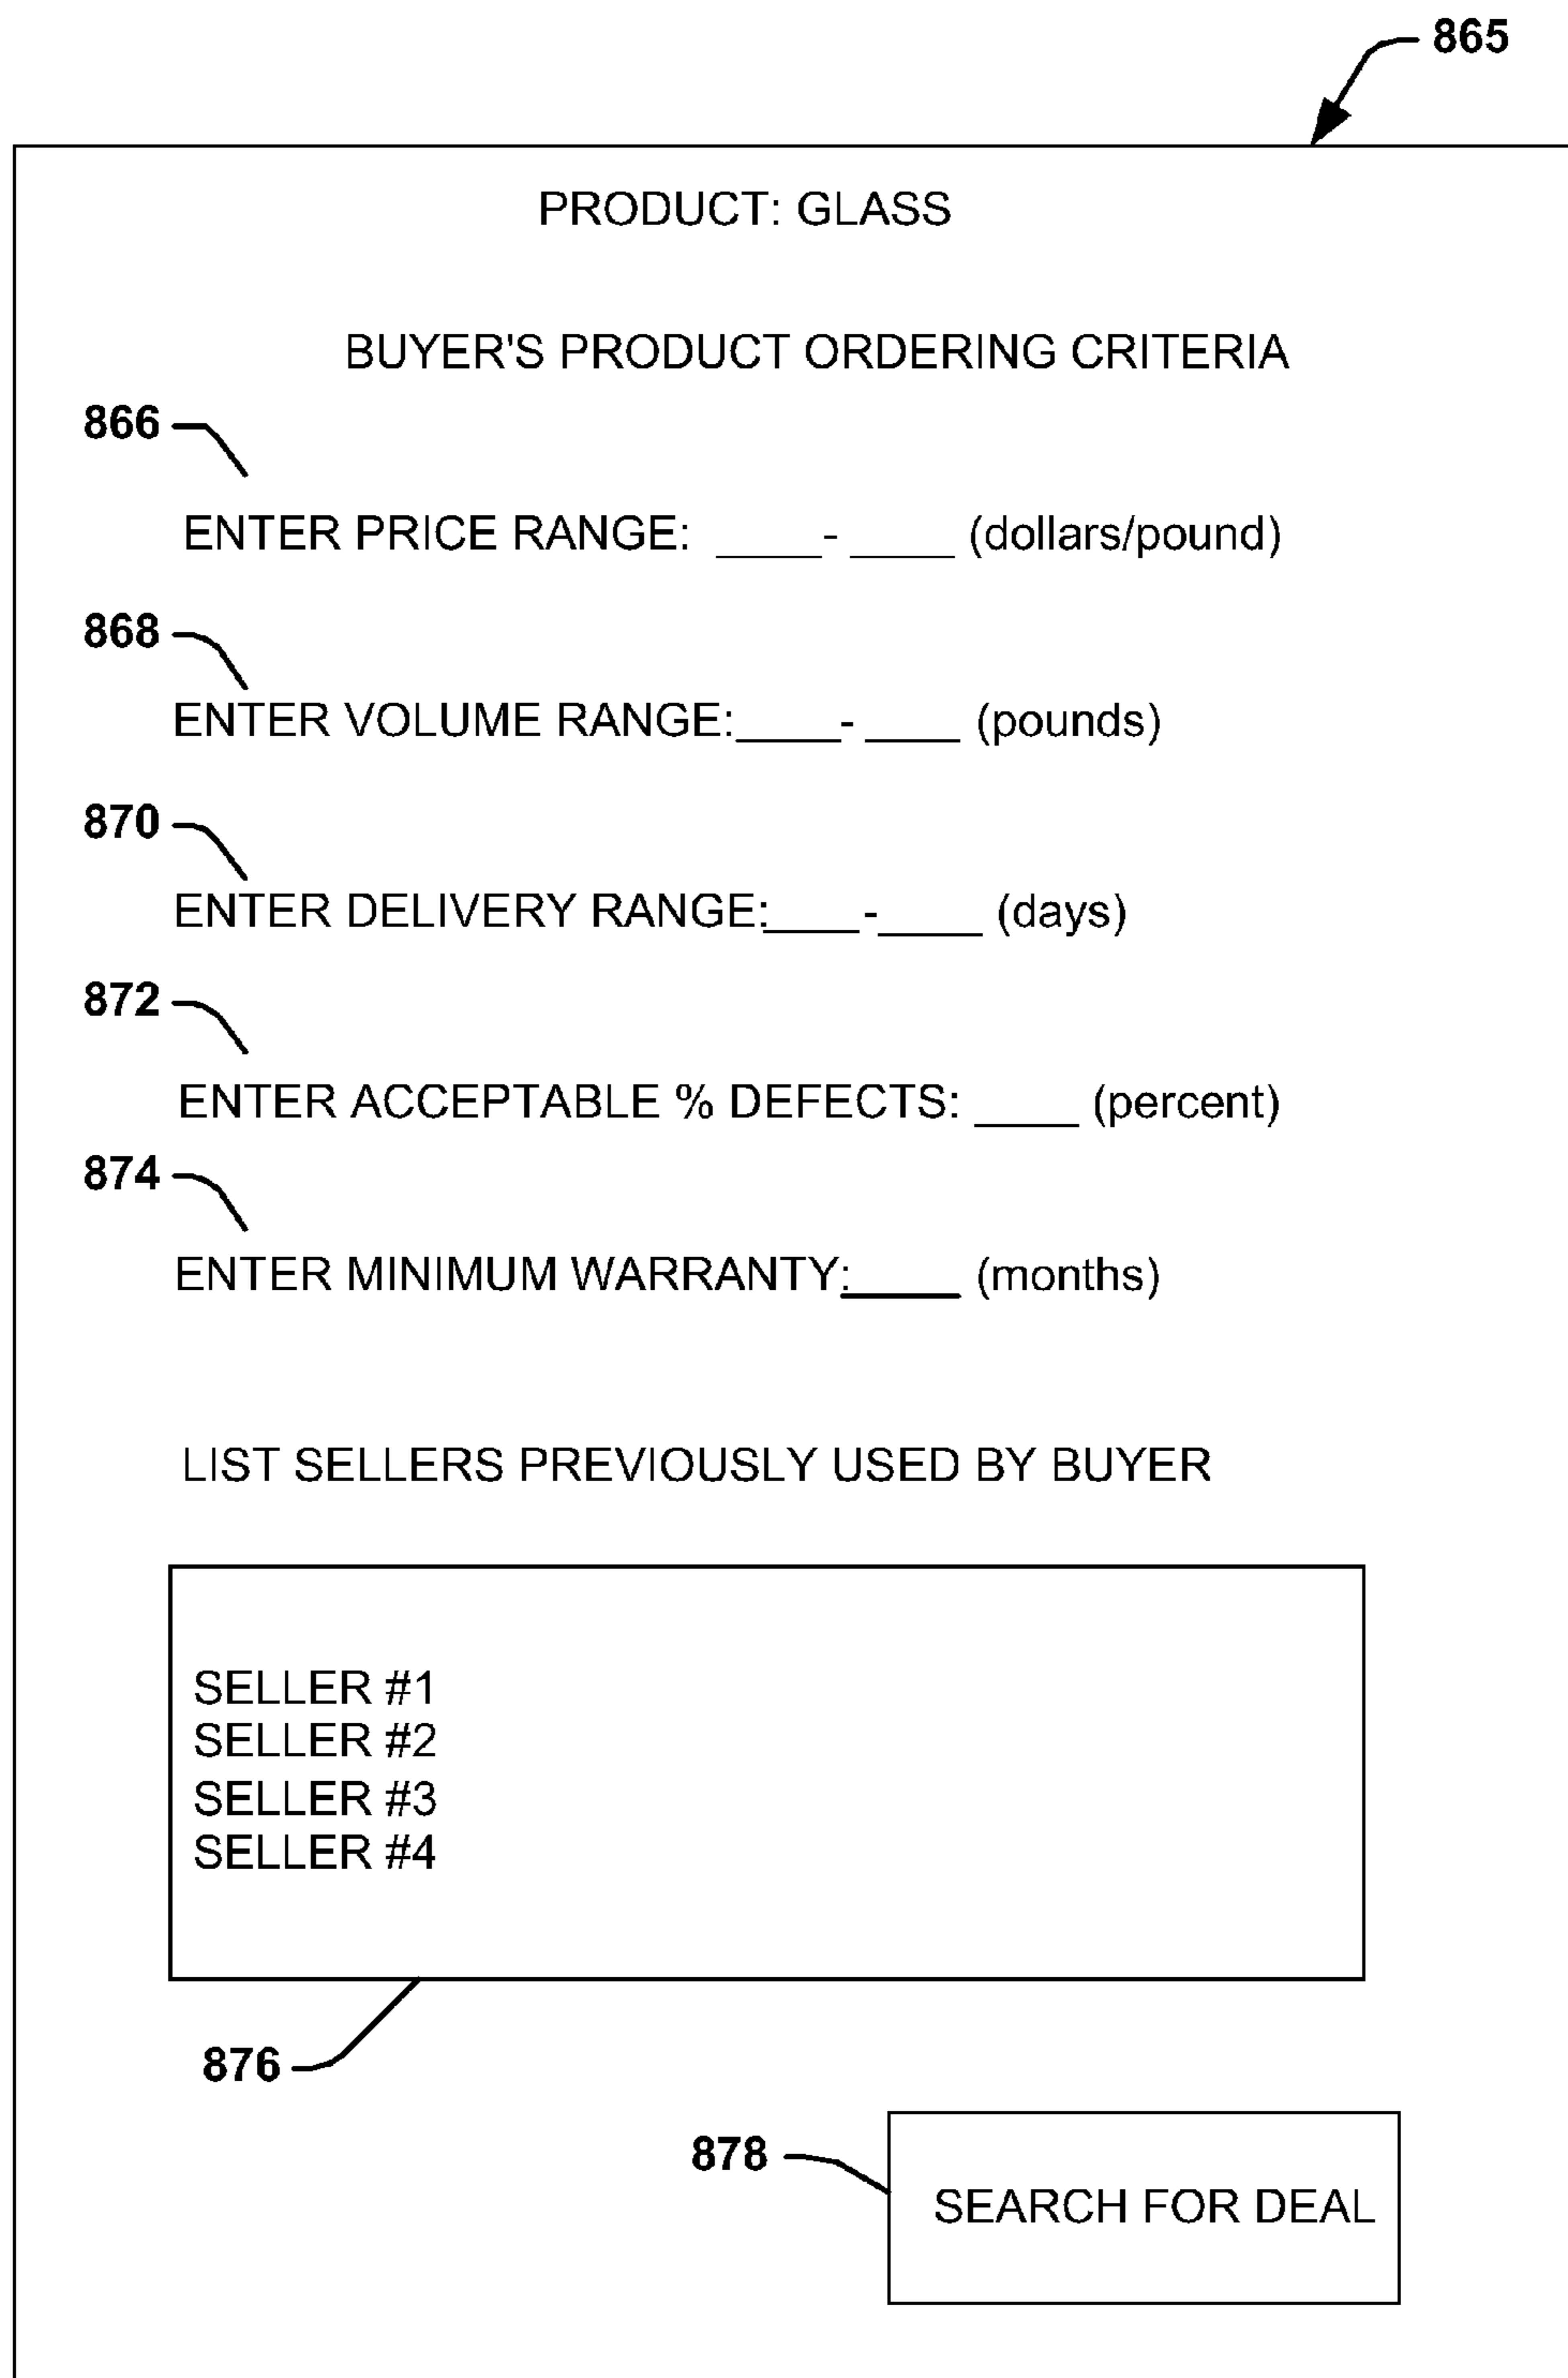 865
PRODUCT: GLASS
BUYER'S PRODUCT ORDERING CRITERIA
866
ENTER PRICE RANGE: ____- ____ (dollars/pound)
868
ENTER VOLUME RANGE:____- ____ (pounds)
870
ENTER DELIVERY RANGE:____-____ (days)
872
ENTER ACCEPTABLE % DEFECTS: ____ (percent)
874
ENTER MINIMUM WARRANTY:_____ (months)
LIST SELLERS PREVIOUSLY USED BY BUYER
SELLER #1
SELLER #2
SELLER #3
SELLER #4
876
878
SEARCH FOR DEAL